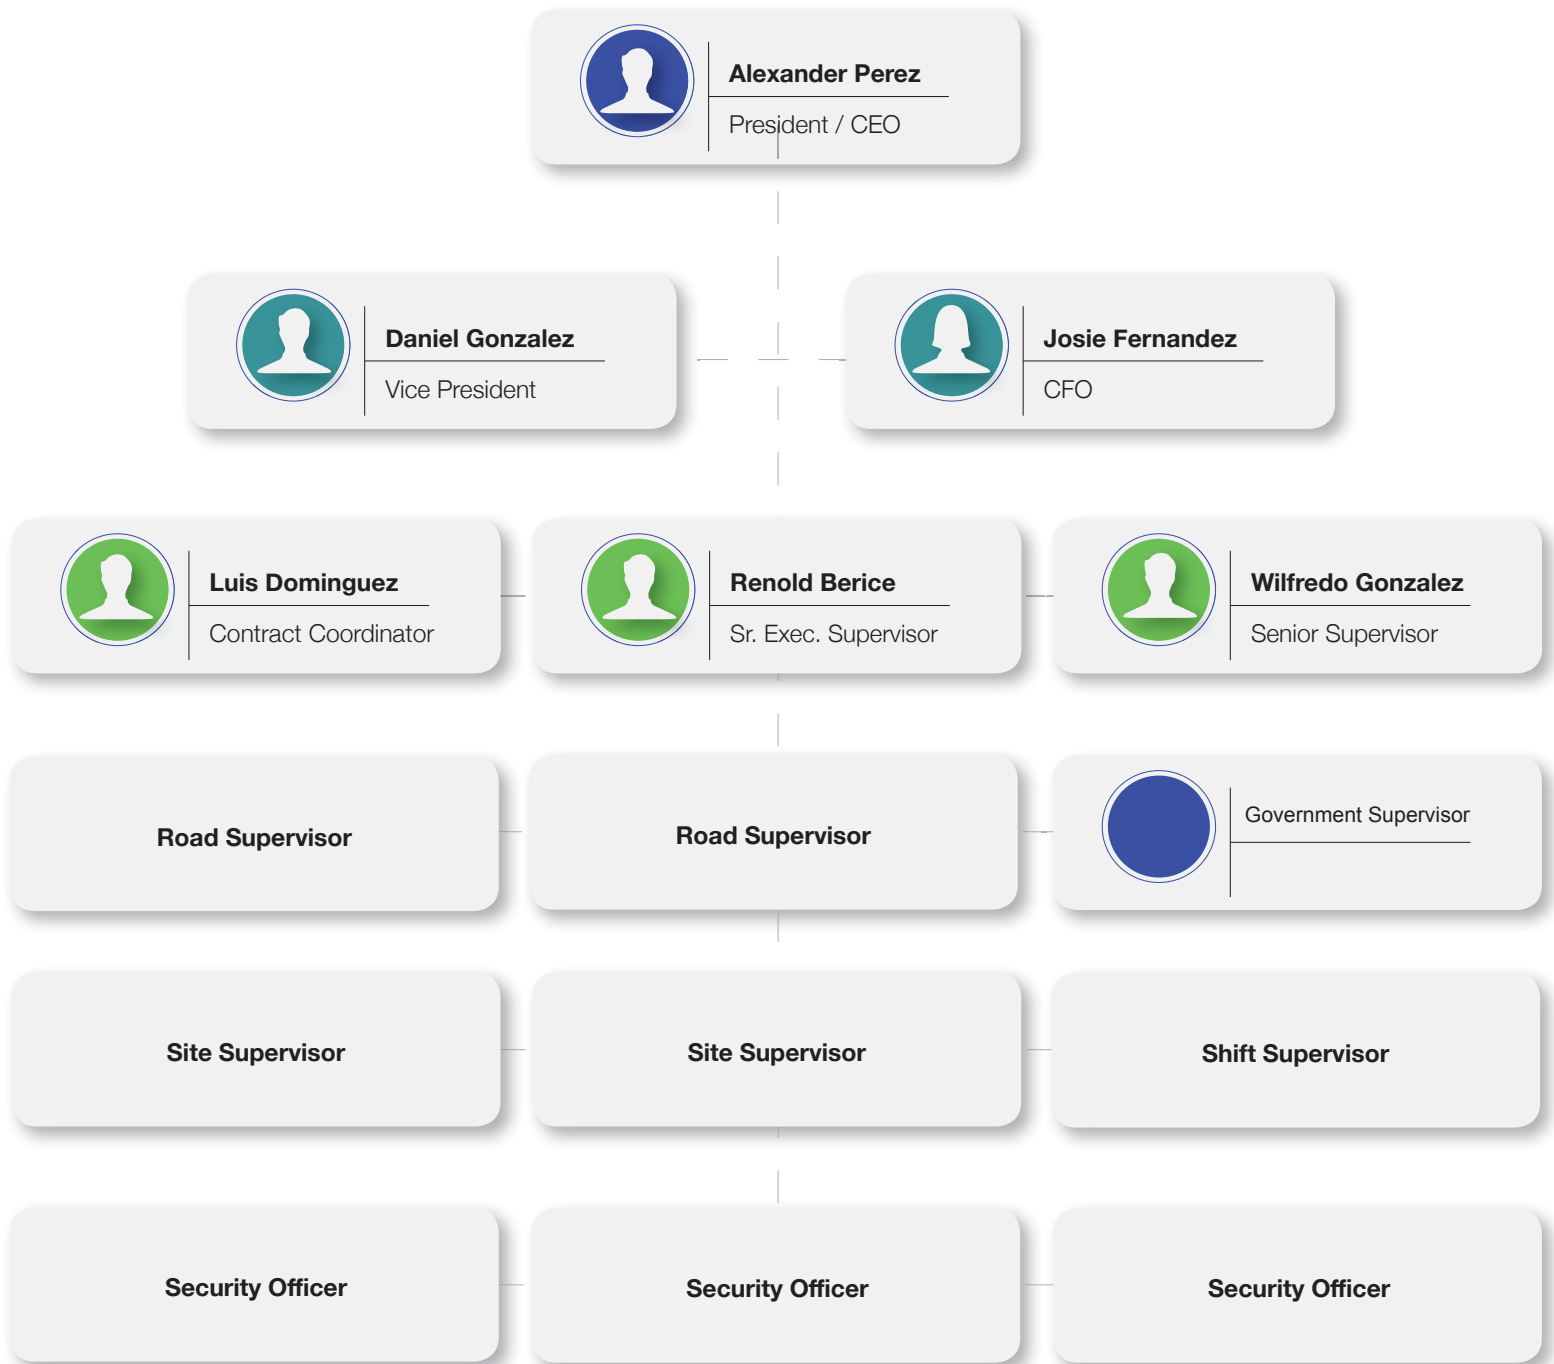 Alexander Perez
President / CEO
Daniel Gonzalez
Vice President
Josie Fernandez
CFO
Luis Dominguez
Contract Coordinator
Renold Berice
Sr. Exec. Supervisor
Wilfredo Gonzalez
Senior Supervisor
Road Supervisor
Road Supervisor
Government Supervisor
Site Supervisor
Site Supervisor
Shift Supervisor
Security Officer
Security Officer
Security Officer